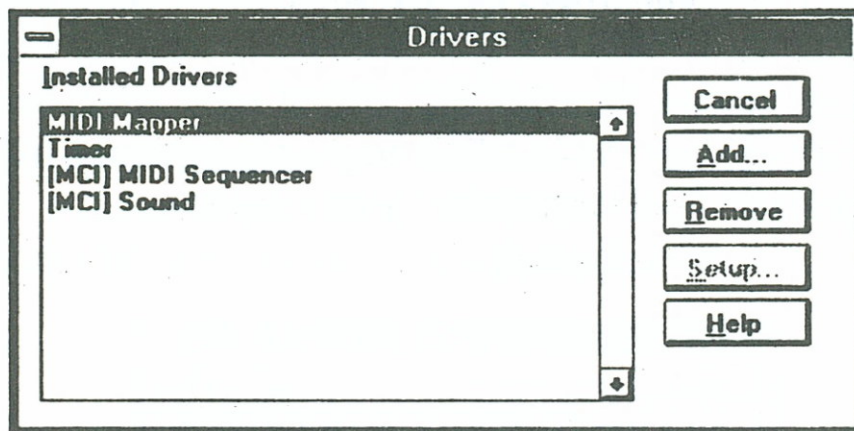 Drivers
Installed Drivers
MIDI Mapper
Timer
[MCI] MIDI Sequencer
[MCI] Sound
Cancel
Add...
Remove
Setup...
Help